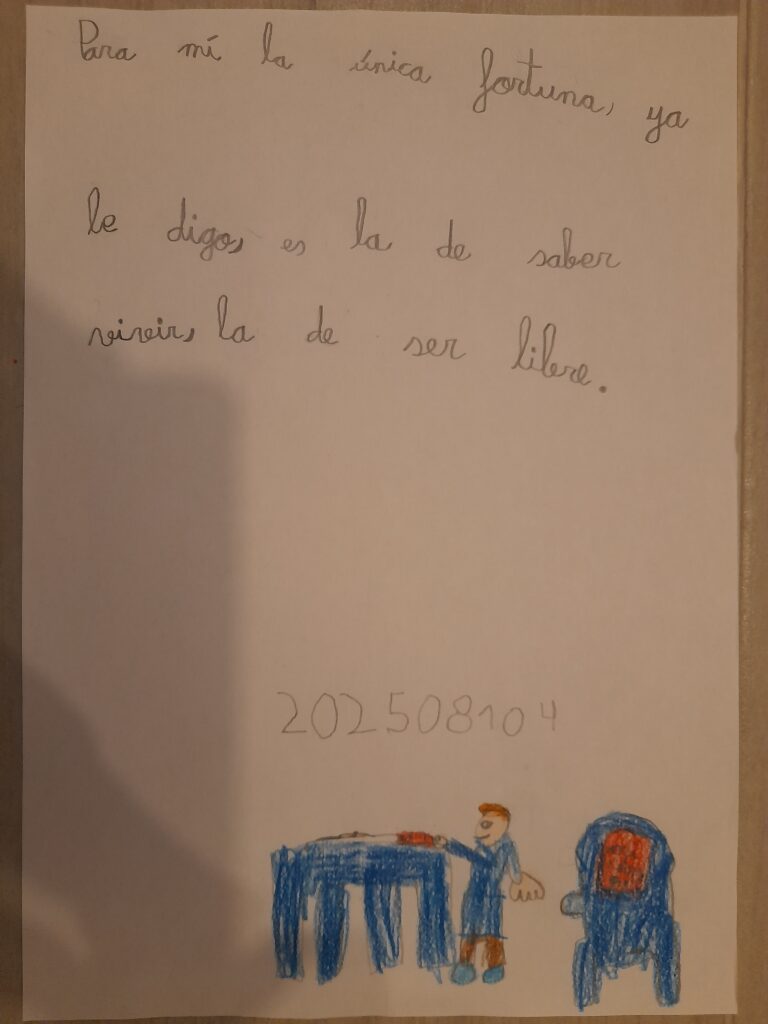 Para mí la única fortuna, ya
le digo, es la de saber
vivir, la de ser libre.
202508104